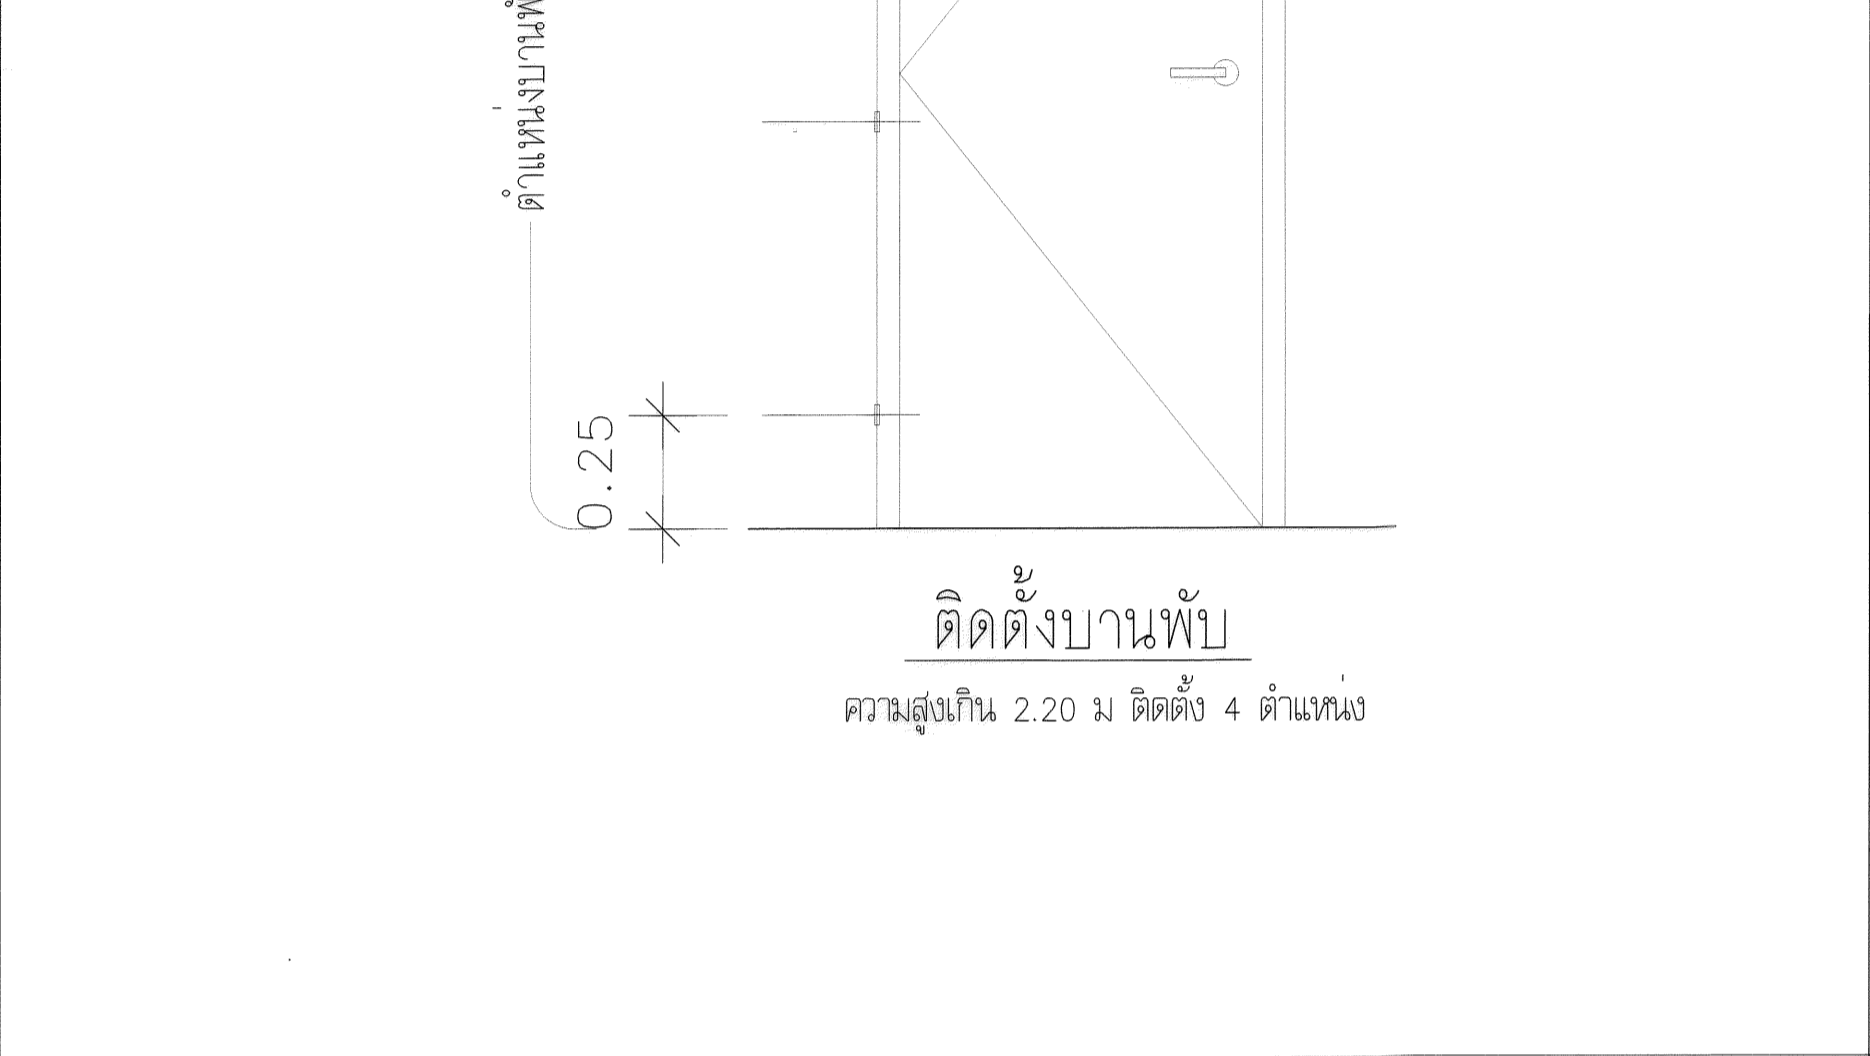 ตำแหน่งบานพั
0.25
ติดตั้งบานพับ
ความสูงเกิน 2.20 ม ติดตั้ง 4 ตำแหน่ง